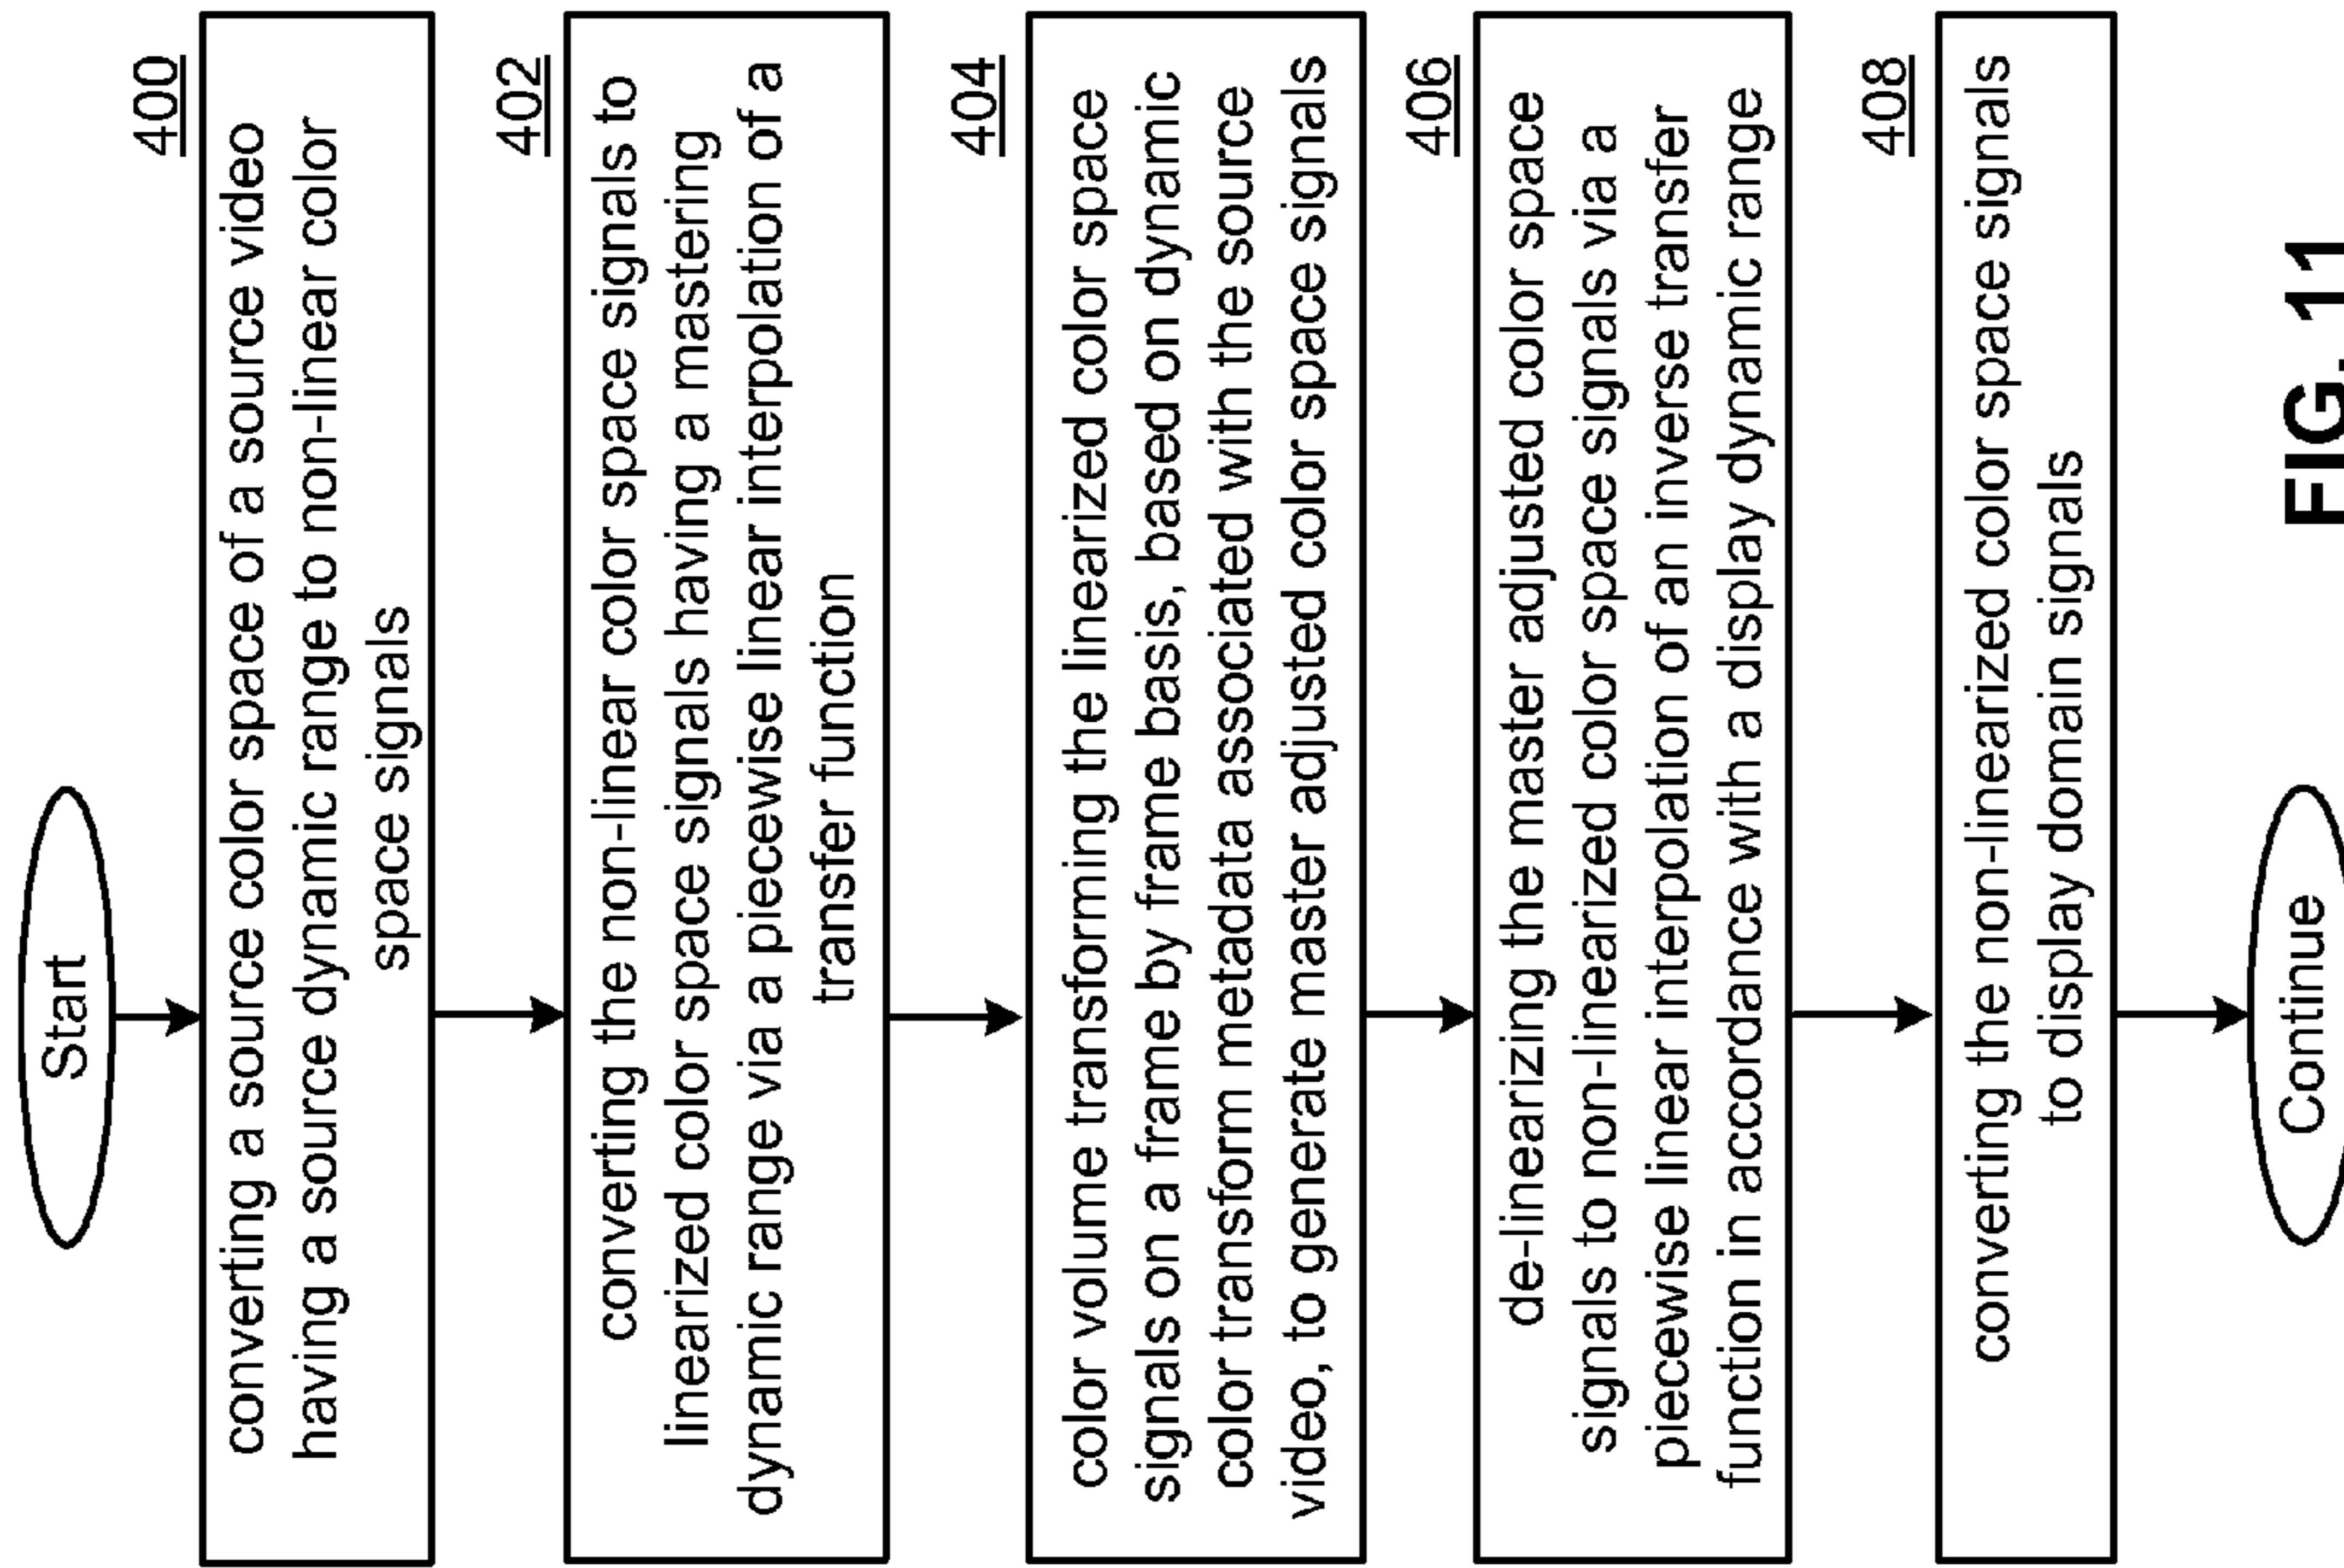 Start
400
converting a source color space of a source video
having a source dynamic range to non-linear color
space signals
402
converting the non-linear color space signals to
linearized color space signals having a mastering
dynamic range via a piecewise linear interpolation of a
transfer function
404
color volume transforming the linearized color space
signals on a frame by frame basis, based on dynamic
color transform metadata associated with the source
video, to generate master adjusted color space signals
406
de-linearizing the master adjusted color space
signals to non-linearized color space signals via a
piecewise linear interpolation of an inverse transfer
function in accordance with a display dynamic range
408
converting the non-linearized color space signals
to display domain signals
Continue
FIG. 11